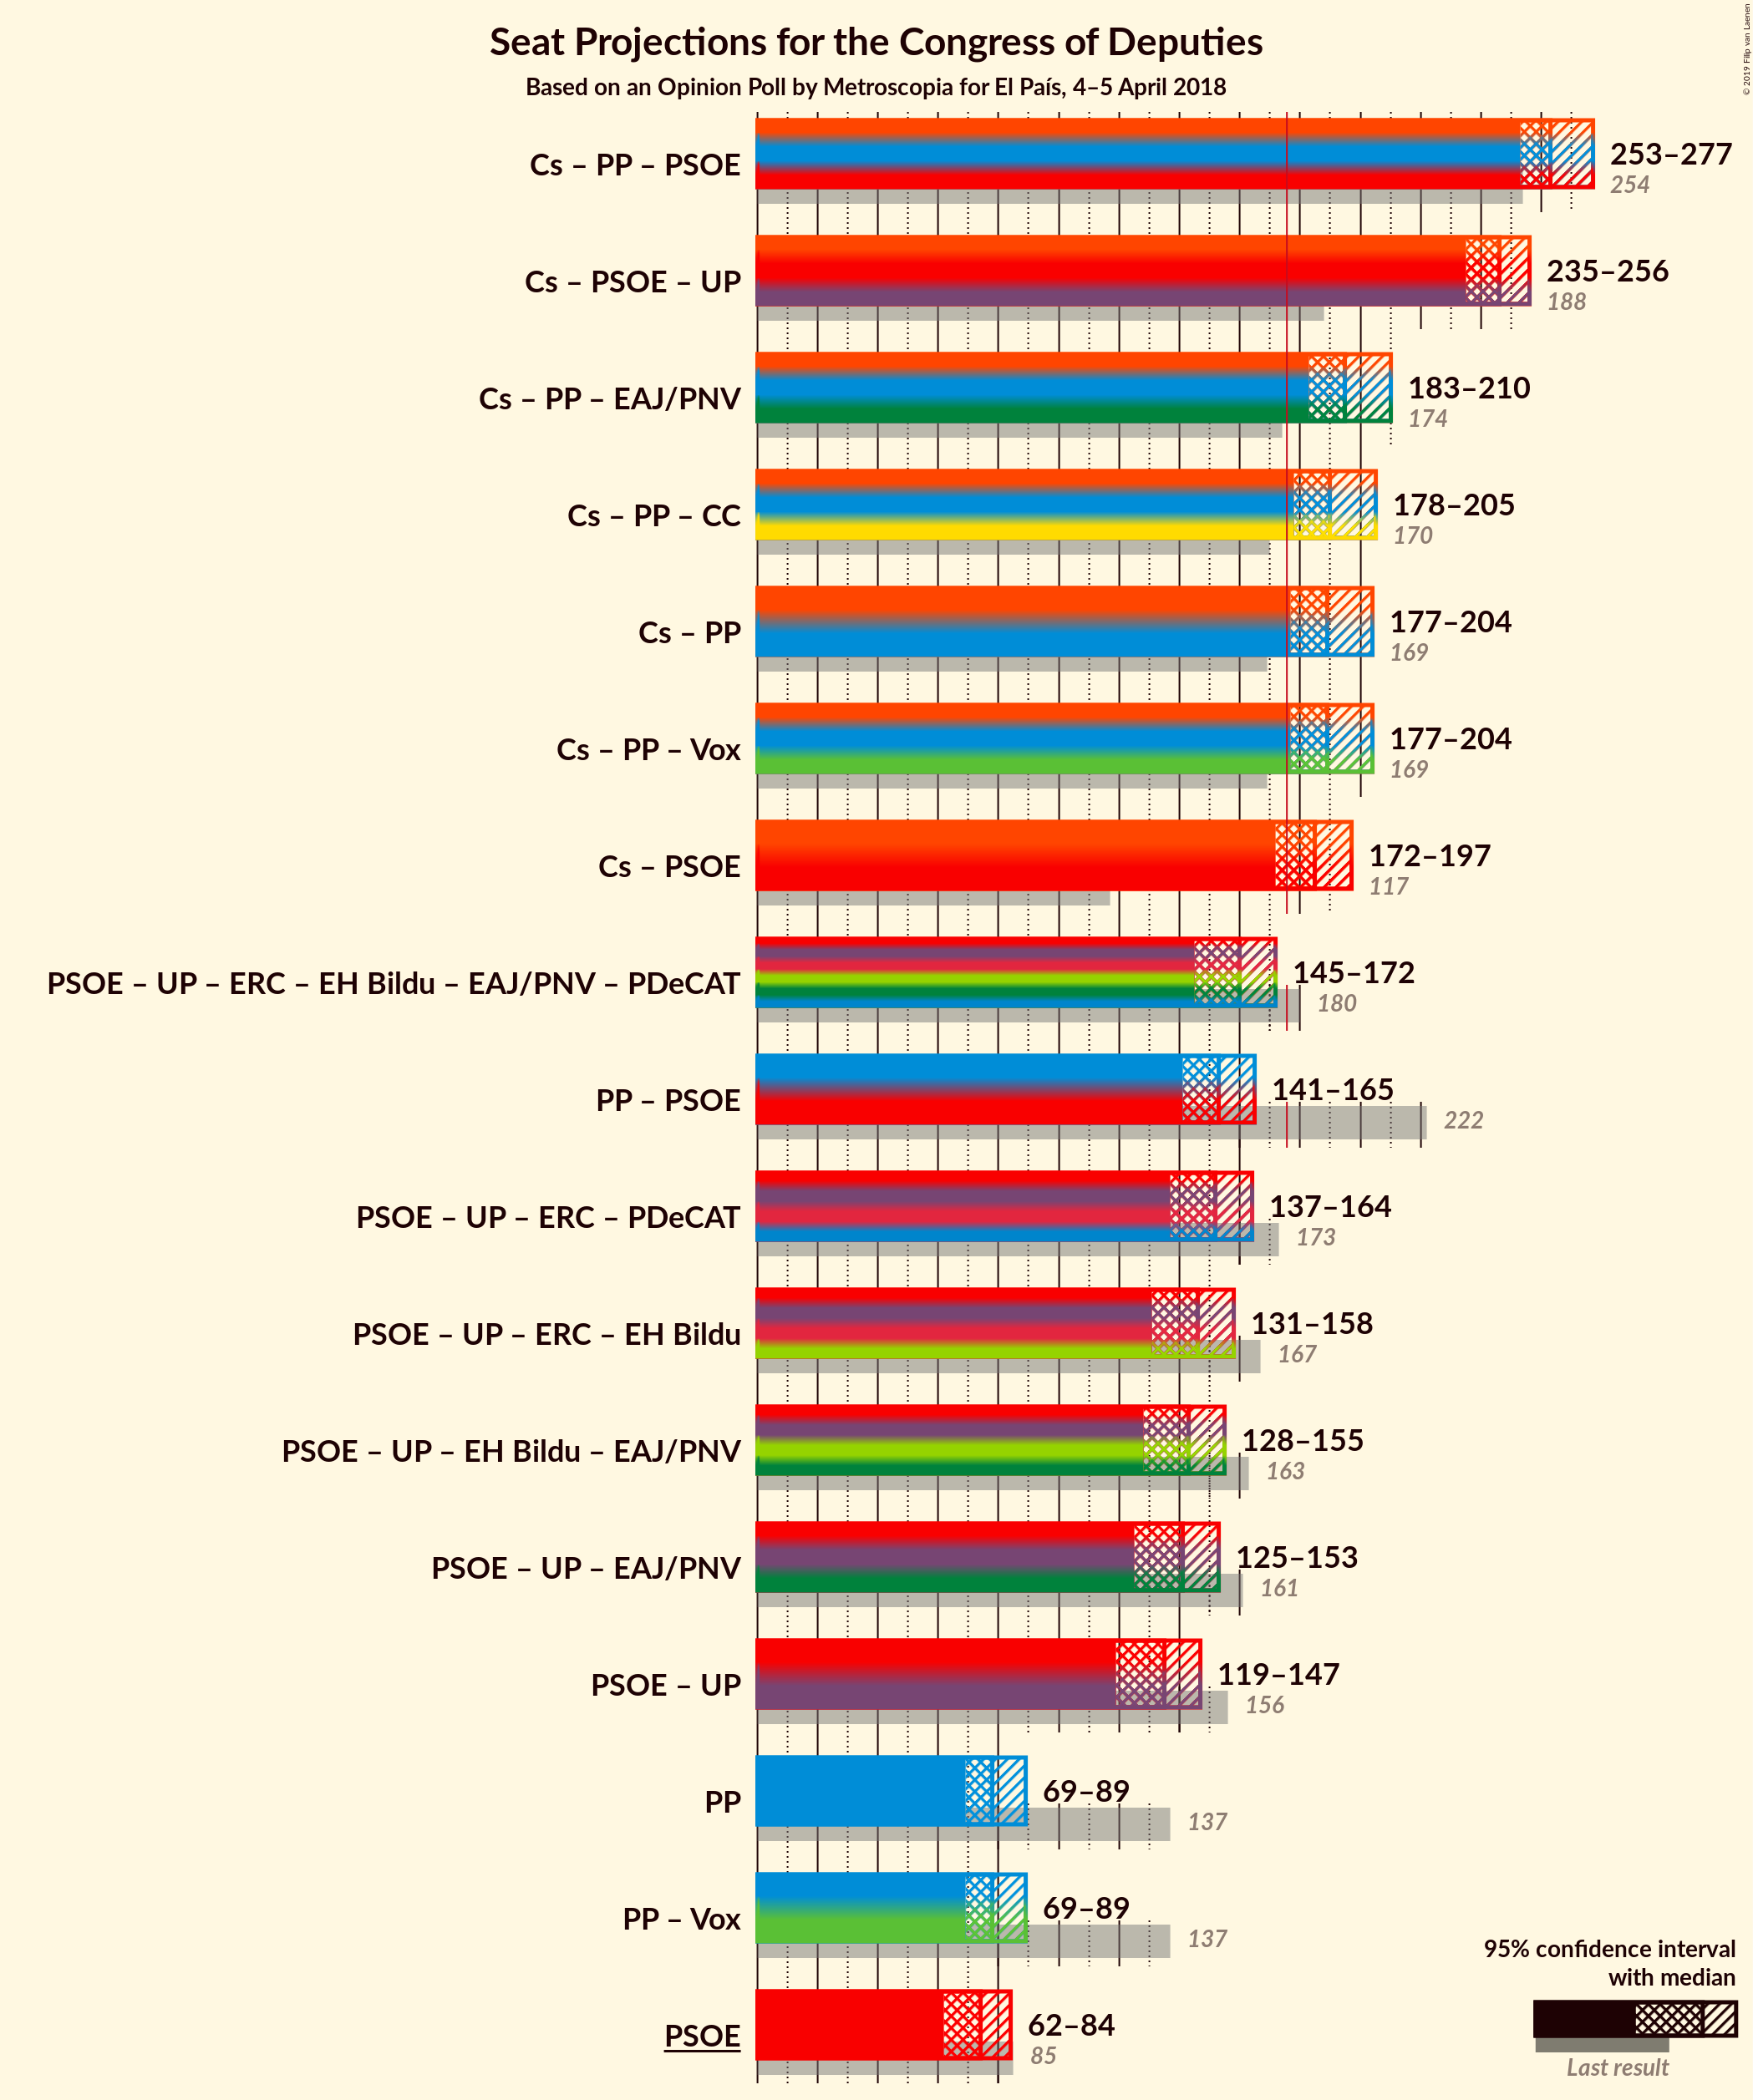 Seat Projections for the Congress of Deputies
Based on an Opinion Poll by Metroscopia for El País, 4–5 April 2018
© 2019 Filip van Laenen
Cs – PP – PSOE
253–277
254
Cs – PSOE – UP
235–256
188
Cs – PP – EAJ/PNV
183–210
174
Cs – PP – CC
178–205
170
Cs – PP
177–204
169
Cs – PP – Vox
177–204
169
Cs – PSOE
172–197
117
PSOE – UP – ERC – EH Bildu – EAJ/PNV – PDeCAT
145–172
180
PP – PSOE
141–165
222
PSOE – UP – ERC – PDeCAT
137–164
173
PSOE – UP – ERC – EH Bildu
131–158
167
PSOE – UP – EH Bildu – EAJ/PNV
128–155
163
PSOE – UP – EAJ/PNV
125–153
161
PSOE – UP
119–147
156
PP
69–89
137
PP – Vox
69–89
137
PSOE
62–84
85
95% confidence interval
with median
Last result